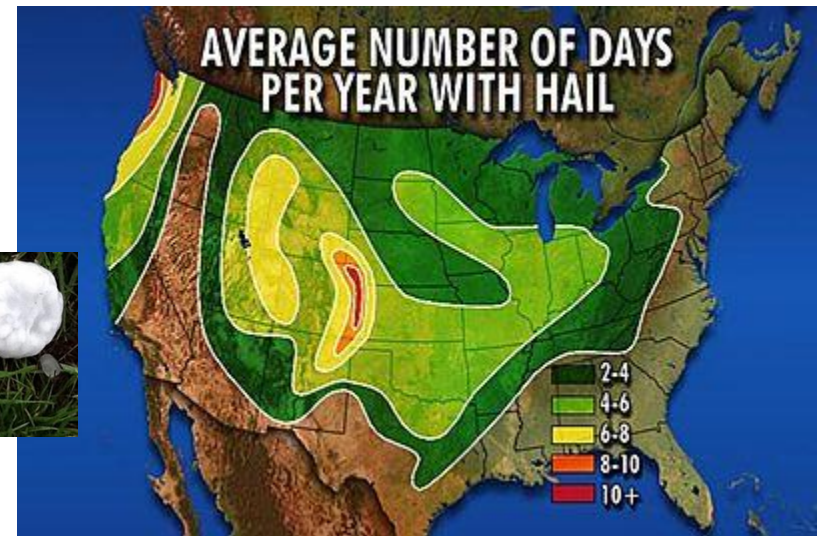 AVERAGE NUMBER OF DAYS
PER YEAR WITH HAIL
2-4
4-6
6-8
8-10
10+